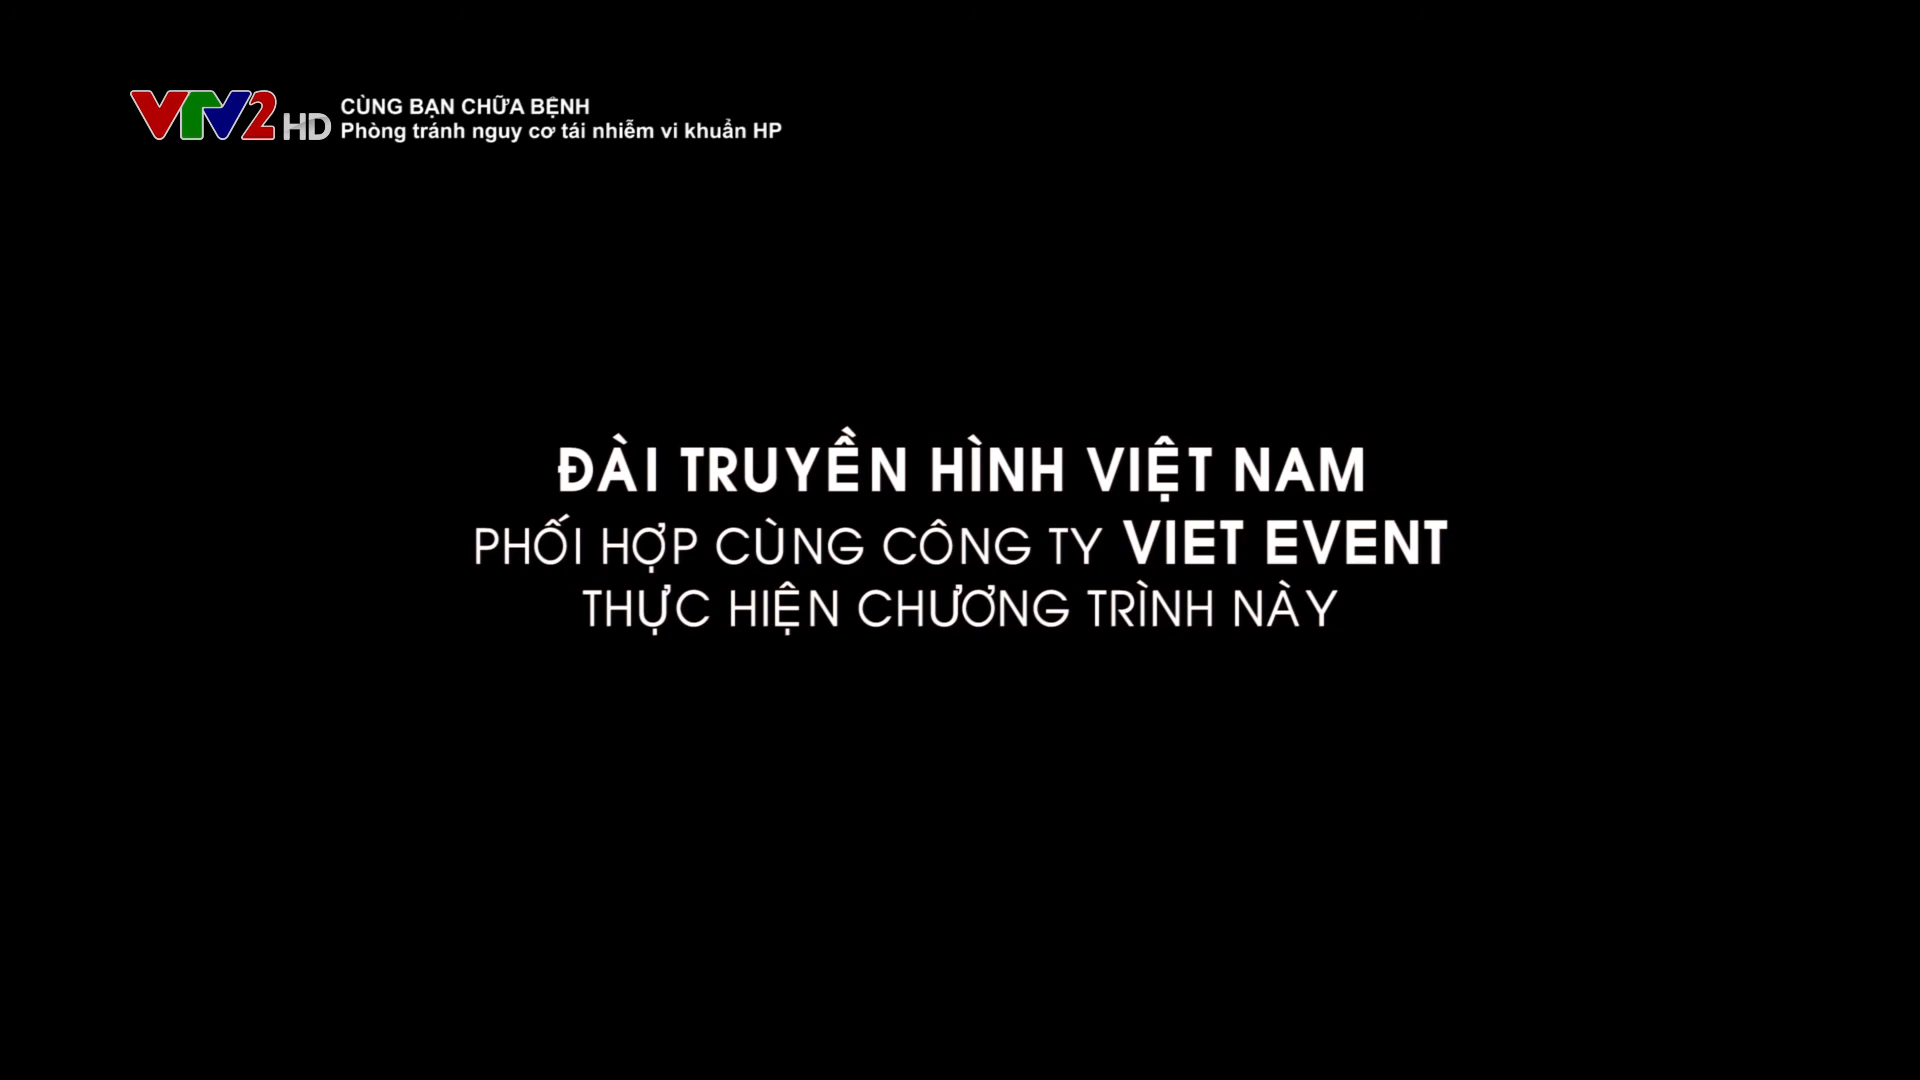 VTV2 HD
CÙNG BẠN CHỮA BỆNH
Phòng tránh nguy cơ tái nhiễm vi khuẩn HP
ĐÀI TRUYỀN HÌNH VIỆT NAM
PHỐI HỢP CÙNG CÔNG TY VIET EVENT
THỰC HIỆN CHƯƠNG TRÌNH NÀY